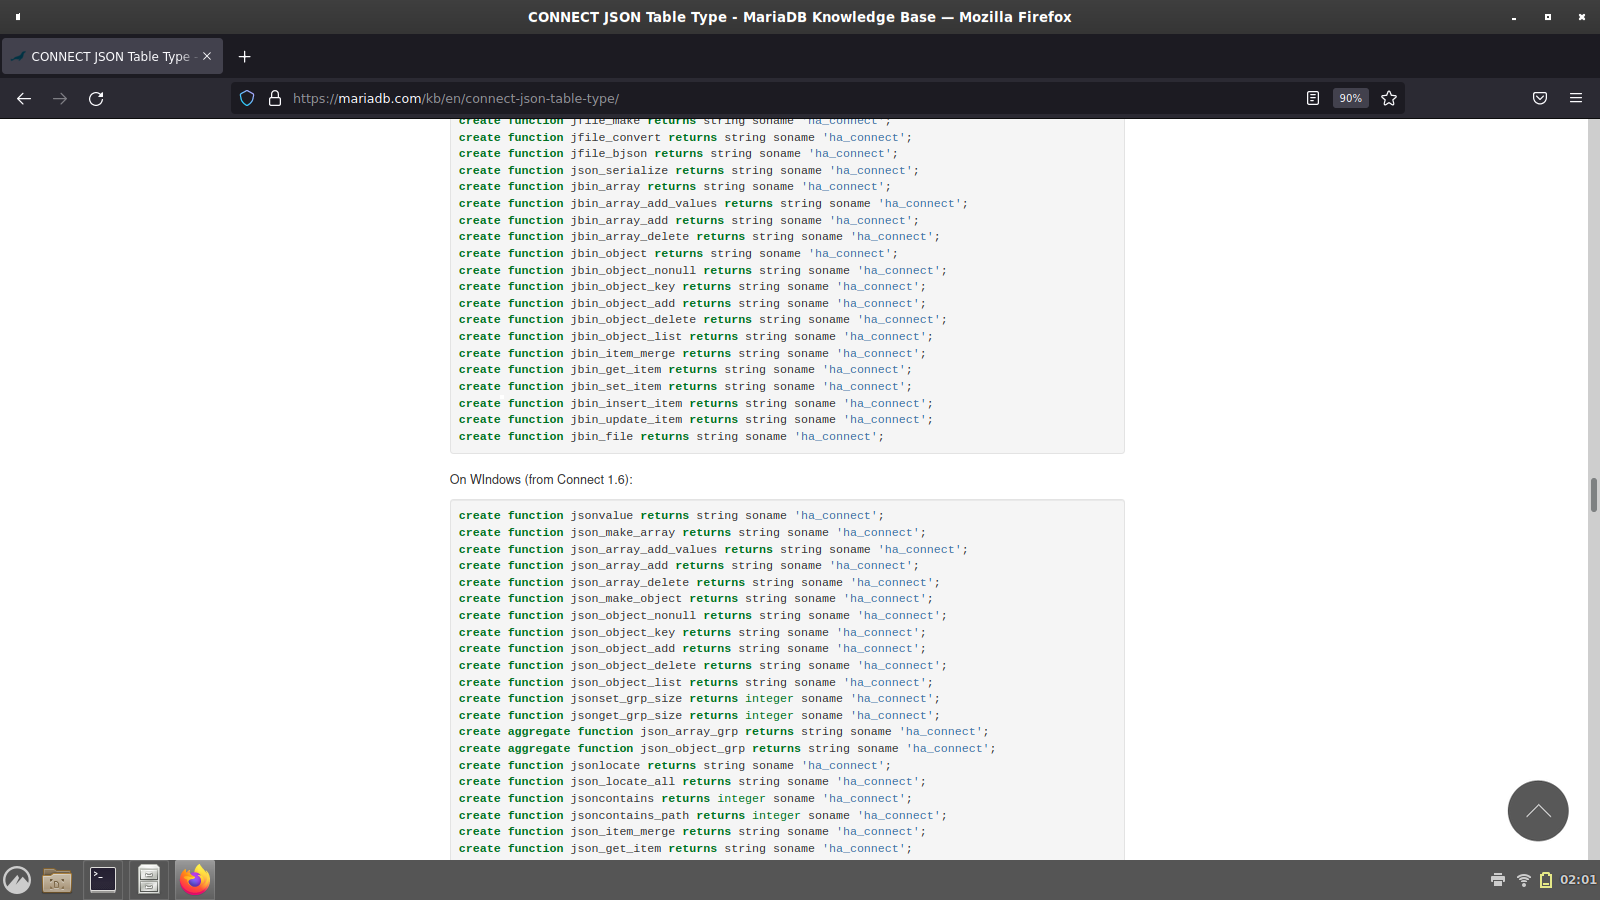 CONNECT JSON Table Type - MariaDB Knowledge Base — Mozilla Firefox
CONNECT JSON Table Type -
https://mariadb.com/kb/en/connect-json-table-type/
90%
create function jfile_make returns string soname 'ha_connect';
create function jfile_convert returns string soname 'ha_connect';
create function jfile_bjson returns string soname 'ha_connect';
create function json_serialize returns string soname 'ha_connect';
create function jbin_array returns string soname 'ha_connect';
create function jbin_array_add_values returns string soname 'ha_connect';
create function jbin_array_add returns string soname 'ha_connect';
create function jbin_array_delete returns string soname 'ha_connect';
create function jbin_object returns string soname 'ha_connect';
create function jbin_object_nonull returns string soname 'ha_connect';
create function jbin_object_key returns string soname 'ha_connect';
create function jbin_object_add returns string soname 'ha_connect';
create function jbin_object_delete returns string soname 'ha_connect';
create function jbin_object_list returns string soname 'ha_connect';
create function jbin_item_merge returns string soname 'ha_connect';
create function jbin_get_item returns string soname 'ha_connect';
create function jbin_set_item returns string soname 'ha_connect';
create function jbin_insert_item returns string soname 'ha_connect';
create function jbin_update_item returns string soname 'ha_connect';
create function jbin_file returns string soname 'ha_connect';
On WIndows (from Connect 1.6):
create function jsonvalue returns string soname 'ha_connect';
create function json_make_array returns string soname 'ha_connect';
create function json_array_add_values returns string soname 'ha_connect';
create function json_array_add returns string soname 'ha_connect';
create function json_array_delete returns string soname 'ha_connect';
create function json_make_object returns string soname 'ha_connect';
create function json_object_nonull returns string soname 'ha_connect';
create function json_object_key returns string soname 'ha_connect';
create function json_object_add returns string soname 'ha_connect';
create function json_object_delete returns string soname 'ha_connect';
create function json_object_list returns string soname 'ha_connect';
create function jsonset_grp_size returns integer soname 'ha_connect';
create function jsonget_grp_size returns integer soname 'ha_connect';
create aggregate function json_array_grp returns string soname 'ha_connect';
create aggregate function json_object_grp returns string soname 'ha_connect';
create function jsonlocate returns string soname 'ha_connect';
create function json_locate_all returns string soname 'ha_connect';
create function jsoncontains returns integer soname 'ha_connect';
create function jsoncontains_path returns integer soname 'ha_connect';
create function json_item_merge returns string soname 'ha_connect';
create function json_get_item returns string soname 'ha_connect';
02:01